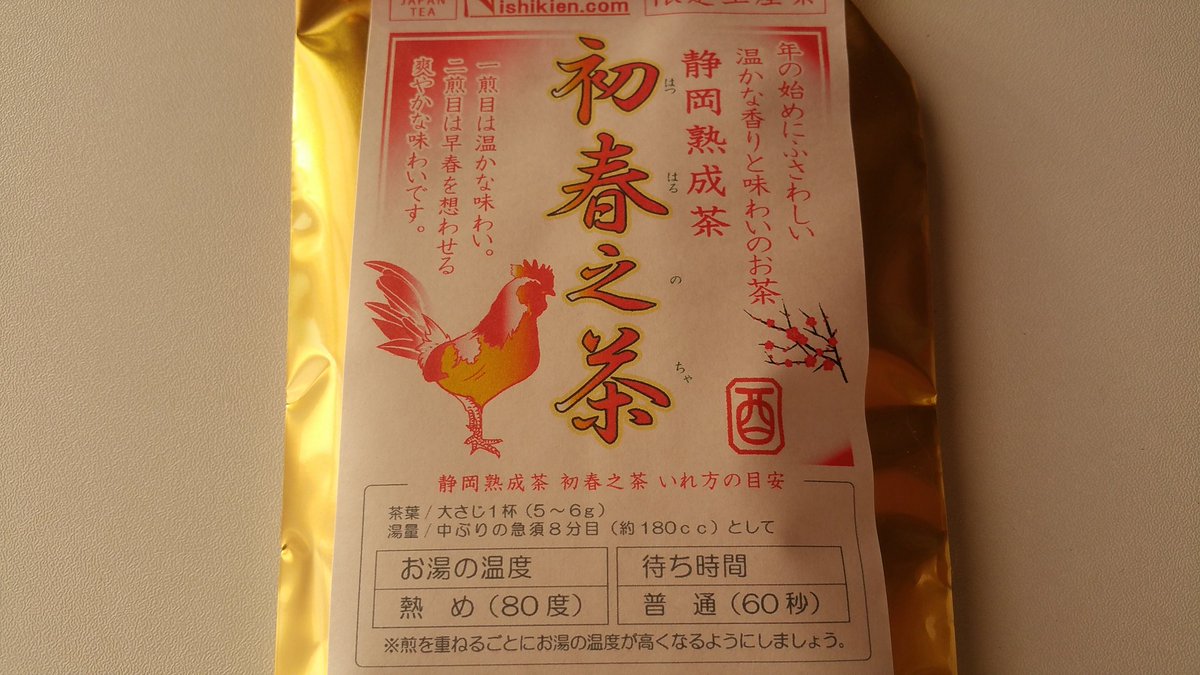 JAPAN
TEA
Nishikien.com
年の始めにふさわしい
温かな香りと味わいのお茶
静岡熟成茶
初春之茶
はつ
はる
の
ちゃ
一煎目は温かな味わい。
二煎目は早春を想わせる
爽やかな味わいです。
酉
静岡熟成茶 初春之茶 いれ方の目安
茶葉/大さじ1杯(5~6g)
湯量/中ぶりの急須8分目(約180cc)として
お湯の温度 待ち時間
熱 め(80度) 普 通(60秒)
※煎を重ねるごとにお湯の温度が高くなるようにしましょう。